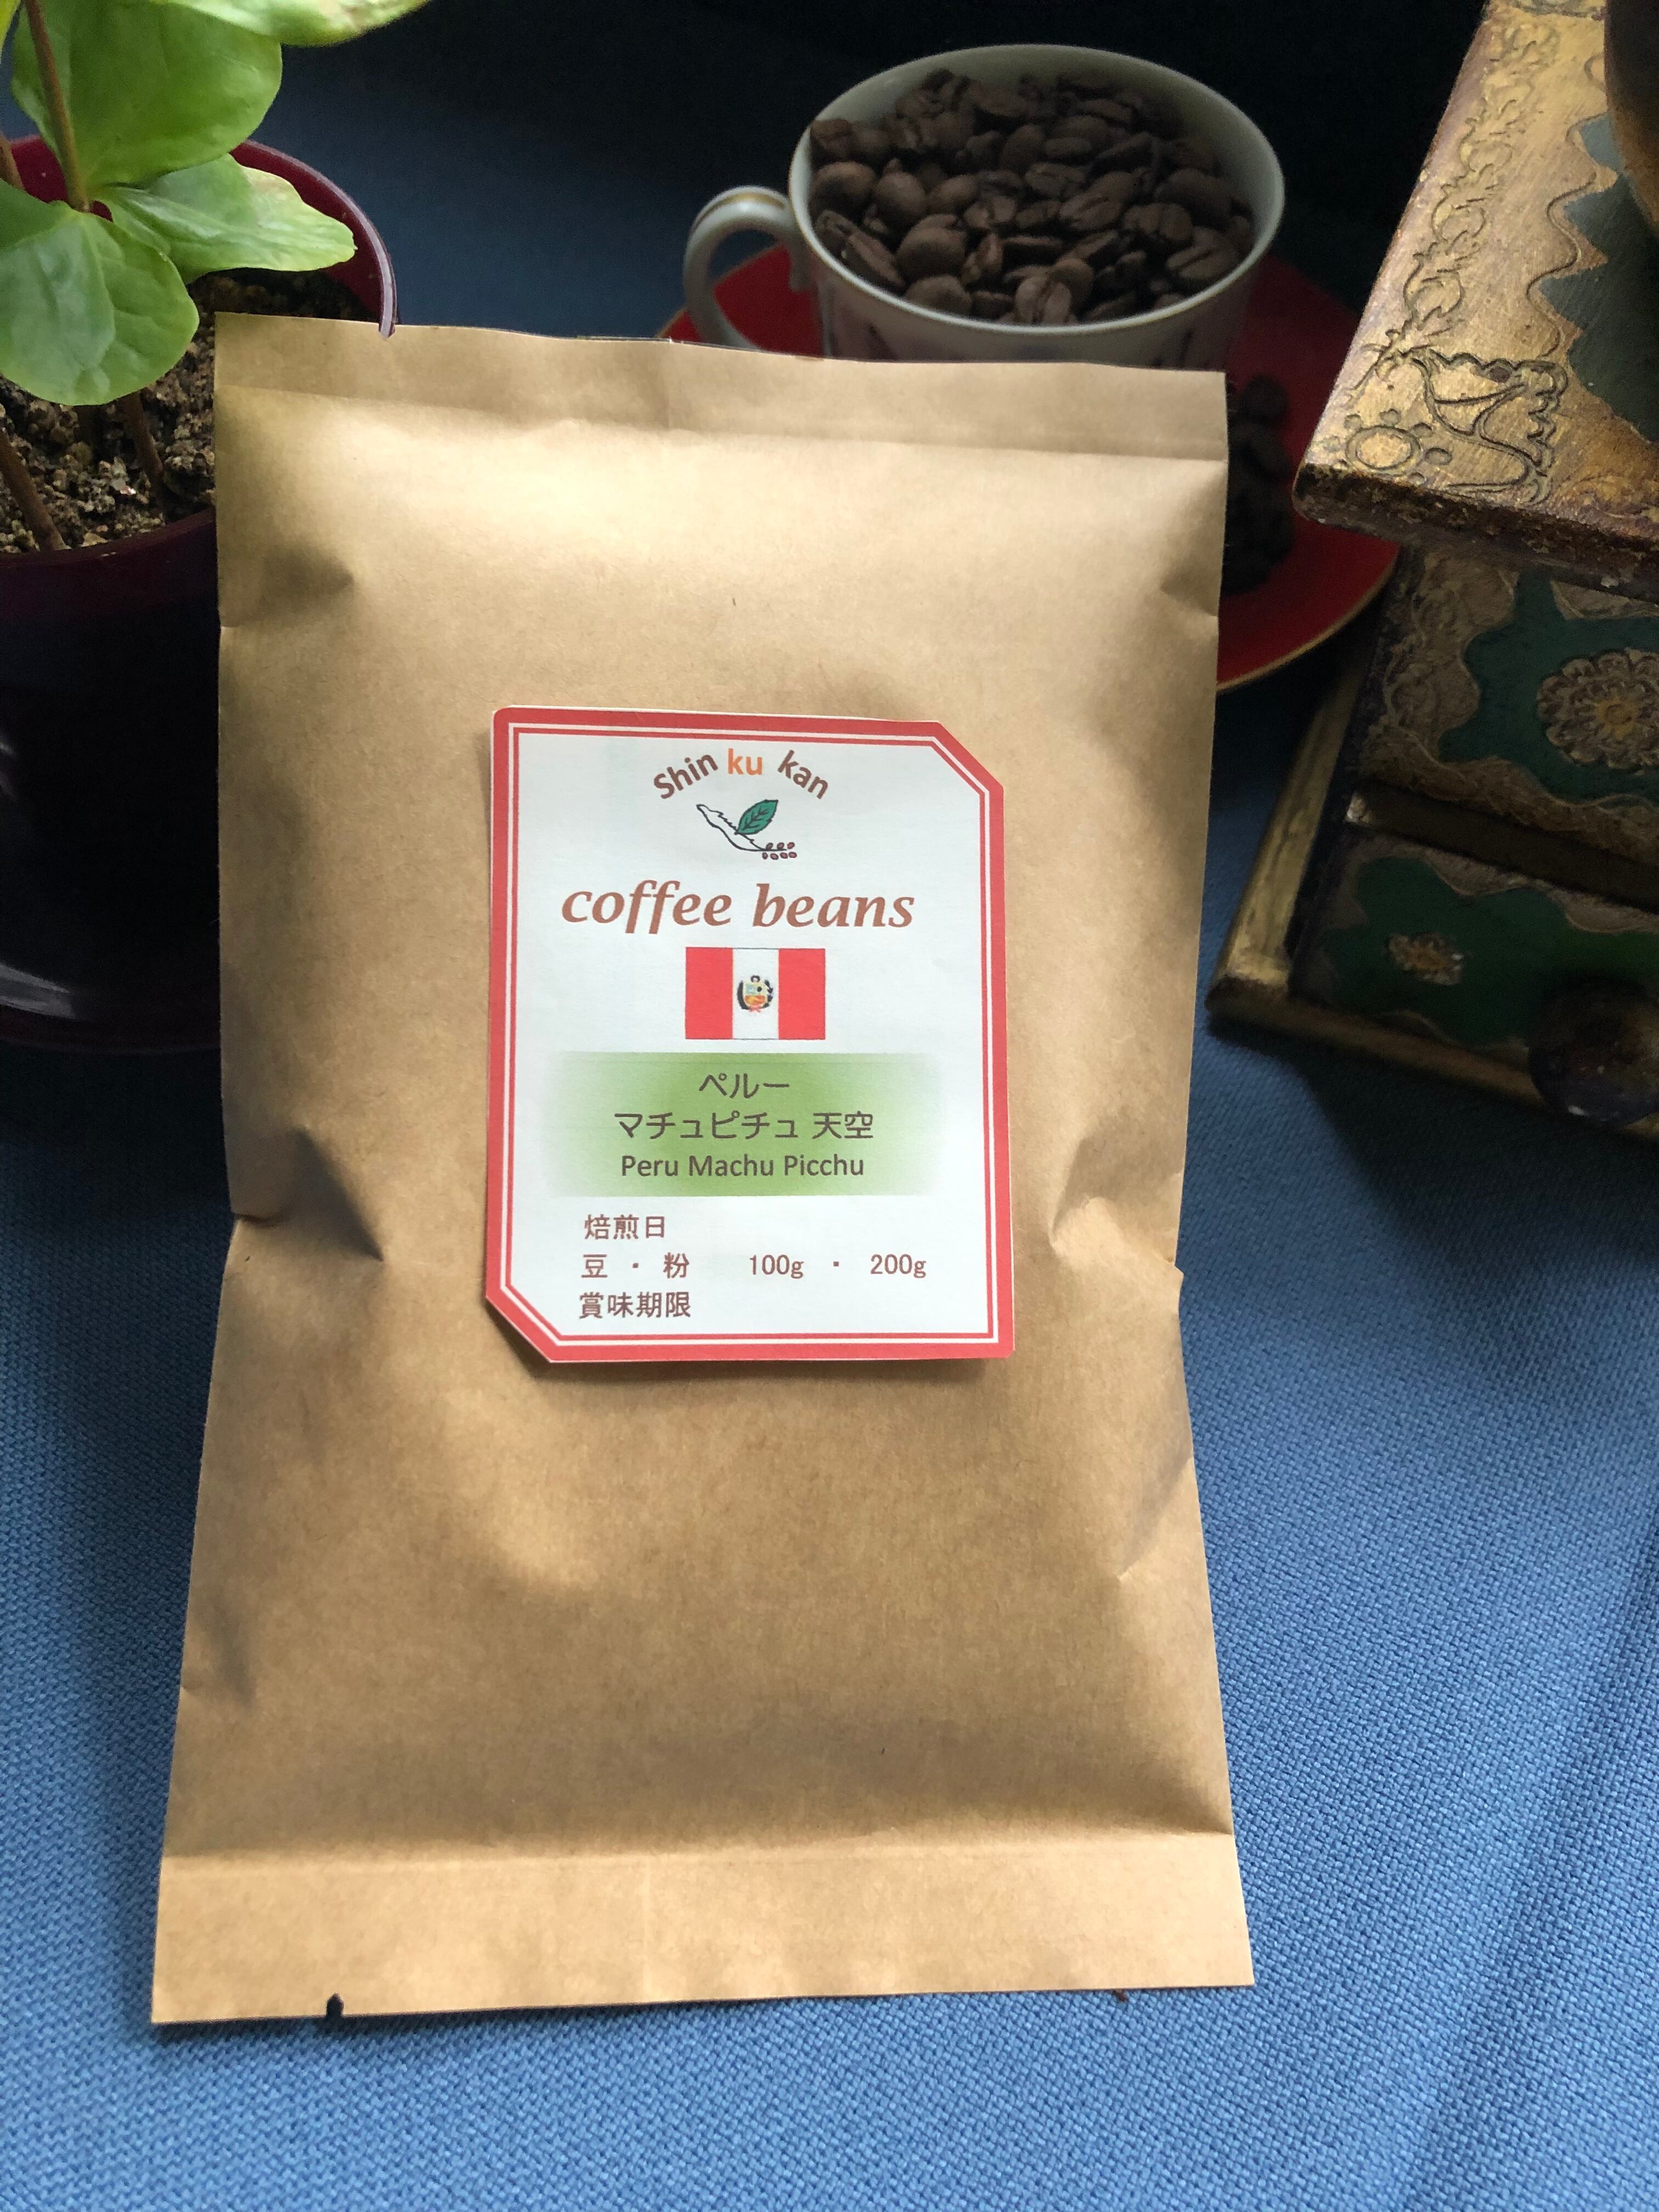 Shin ku kan
coffee beans
ペルー
マチュピチュ 天空
Peru Machu Picchu
焙煎日
豆 ・ 粉 100g ・ 200g
賞味期限